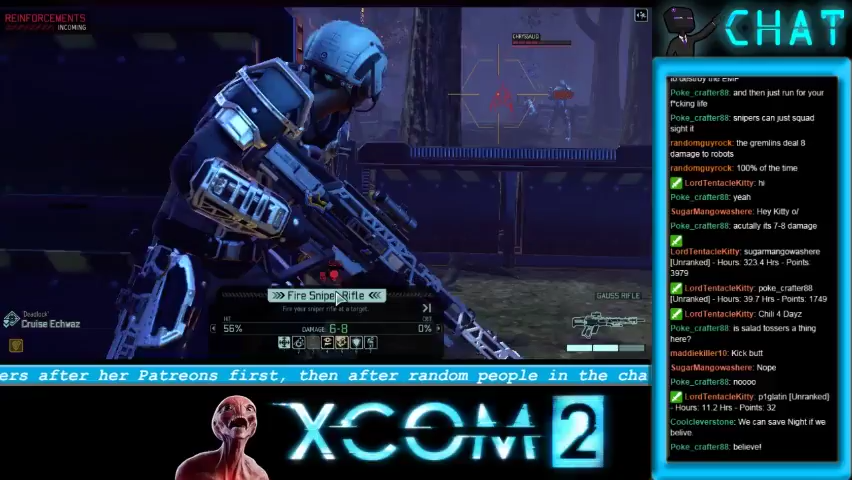 REINFORCEMENTS
INCOMING
CHRYSSALID
Fire Sniper Rifle
Fire your sniper rifle at a target.
HIT
56%
DAMAGE: 6-8
CRIT
0%
'Deadlock'
Cruise Echwaz
GAUSS RIFLE
ers after her Patreons first, then after random people in the cha
XCOM 2
CHAT
to destroy the EMP
Poke_crafter88: and then just run for your
f*cking life
Poke_crafter88: snipers can just squad
sight it
randomguyrock: the gremlins deal 8
damage to robots
randomguyrock: 100% of the time
LordTentacleKitty: hi
Poke_crafter88: yeah
SugarMangowashere: Hey Kitty o/
Poke_crafter88: acutally its 7-8 damage
LordTentacleKitty: sugarmangowashere
[Unranked] - Hours: 323.4 Hrs - Points:
3979
LordTentacleKitty: poke_crafter88
[Unranked] - Hours: 39.7 Hrs - Points: 1749
LordTentacleKitty: Chili 4 Dayz
Poke_crafter88: is salad tossers a thing
here?
maddiekiller10: Kick butt
SugarMangowashere: Nope
Poke_crafter88: noooo
LordTentacleKitty: p1glatin [Unranked]
- Hours: 11.2 Hrs - Points: 32
Coolcleverstone: We can save Night if we
belive.
Poke_crafter88: believe!